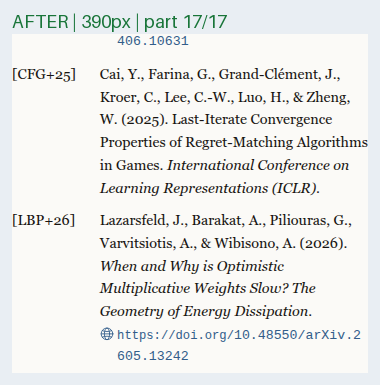 AFTER | 390px | part 17/17
406.10631
[CFG+25] Cai, Y., Farina, G., Grand-Clément, J.,
Kroer, C., Lee, C.-W., Luo, H., & Zheng,
W. (2025). Last-Iterate Convergence
Properties of Regret-Matching Algorithms
in Games. International Conference on
Learning Representations (ICLR).
[LBP+26] Lazarsfeld, J., Barakat, A., Piliouras, G.,
Varvitsiotis, A., & Wibisono, A. (2026).
When and Why is Optimistic
Multiplicative Weights Slow? The
Geometry of Energy Dissipation.
https://doi.org/10.48550/arXiv.2
605.13242